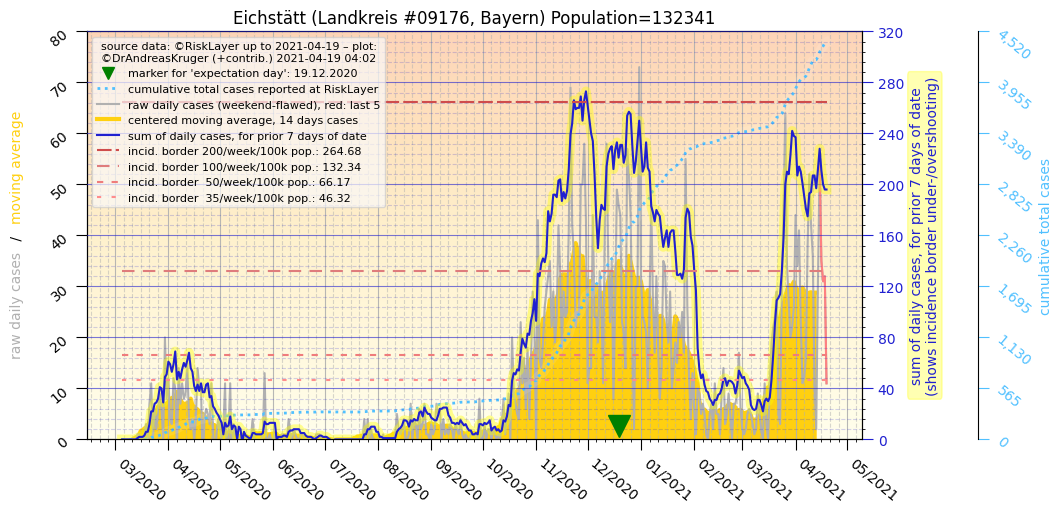 Eichstätt (Landkreis #09176, Bayern) Population=132341
source data: ©RiskLayer up to 2021-04-19 – plot:
©DrAndreasKruger (+contrib.) 2021-04-19 04:02
marker for 'expectation day': 19.12.2020
cumulative total cases reported at RiskLayer
raw daily cases (weekend-flawed), red: last 5
centered moving average, 14 days cases
sum of daily cases, for prior 7 days of date
incid. border 200/week/100k pop.: 264.68
incid. border 100/week/100k pop.: 132.34
incid. border  50/week/100k pop.: 66.17
incid. border  35/week/100k pop.: 46.32
raw daily cases / moving average
80
70
60
50
40
30
20
10
0
03/2020
04/2020
05/2020
06/2020
07/2020
08/2020
09/2020
10/2020
11/2020
12/2020
01/2021
02/2021
03/2021
04/2021
05/2021
320
280
240
200
160
120
80
40
0
sum of daily cases, for prior 7 days of date
(shows incidence border under-/overshooting)
4,520
3,955
3,390
2,825
2,260
1,695
1,130
565
0
cumulative total cases